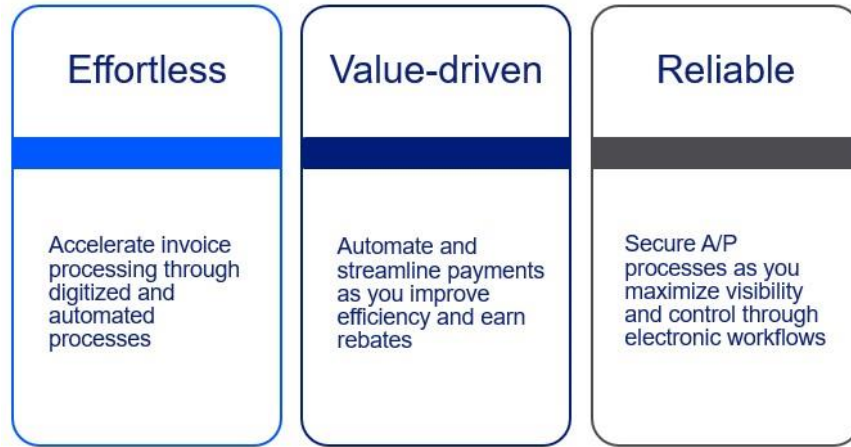 Effortless
Accelerate invoice
processing through
digitized and
automated
processes
Value-driven
Automate and
streamline payments
as you improve
efficiency and earn
rebates
Reliable
Secure A/P
processes as you
maximize visibility
and control through
electronic workflows